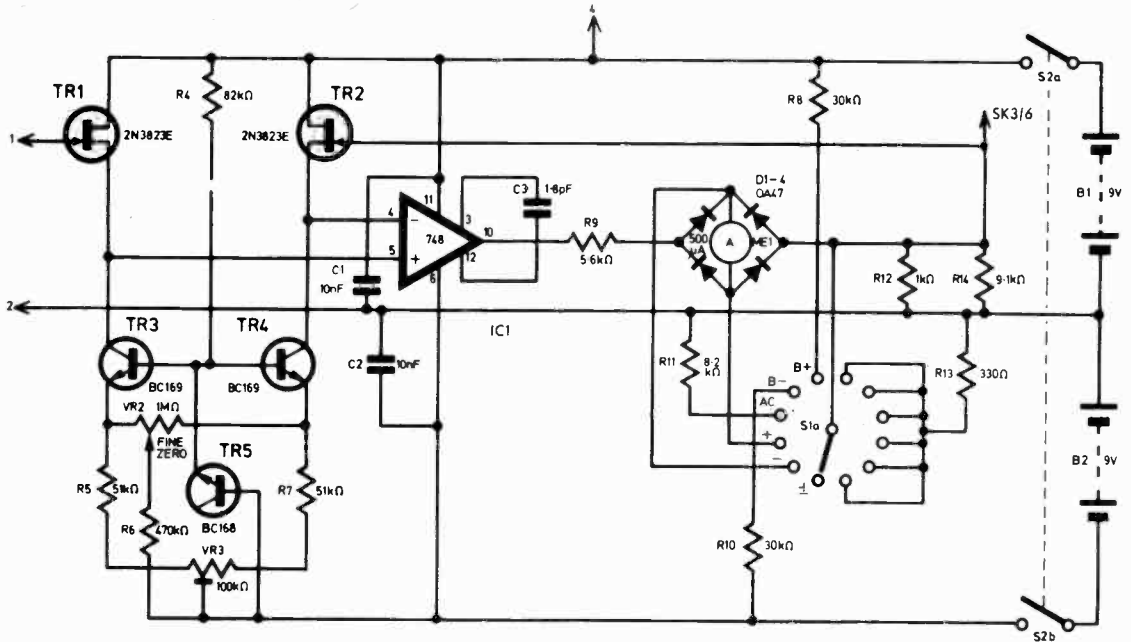 4
S2a
TR1
R4
82kΩ
TR2
R8
30kΩ
SK3/6
1
2N3823E
2N3823E
B1
9V
D1-4
OA47
C3
1·8pF
11
3
4
−
748
10
5
+
12
6
R9
5.6kΩ
500
μA
A
ME1
R12
1kΩ
R14
9·1kΩ
C1
10nF
2
IC1
TR3
TR4
C2
10nF
R11
8·2
kΩ
R13
330Ω
BC169
BC169
B+
B−
AC
+
−
±
S1a
VR2
1MΩ
FINE
ZERO
TR5
B2
9V
R5
51kΩ
R7
51kΩ
R6
470kΩ
BC168
VR3
100kΩ
R10
30kΩ
S2b